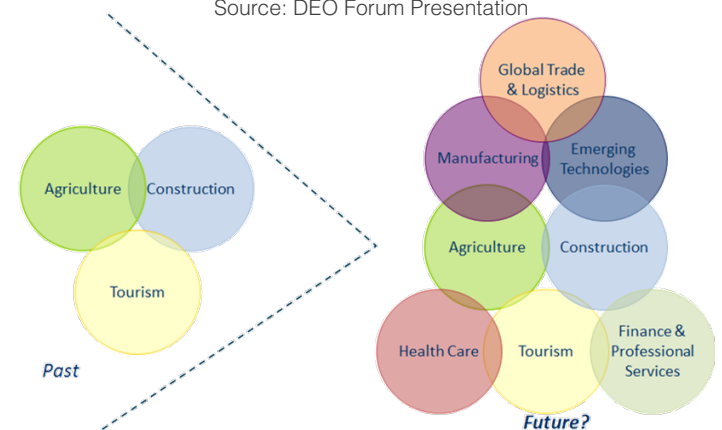 Source: DEO Forum Presentation
Agriculture
Construction
Tourism
Past
Global Trade
& Logistics
Manufacturing
Emerging
Technologies
Agriculture
Construction
Health Care
Tourism
Finance &
Professional
Services
Future?